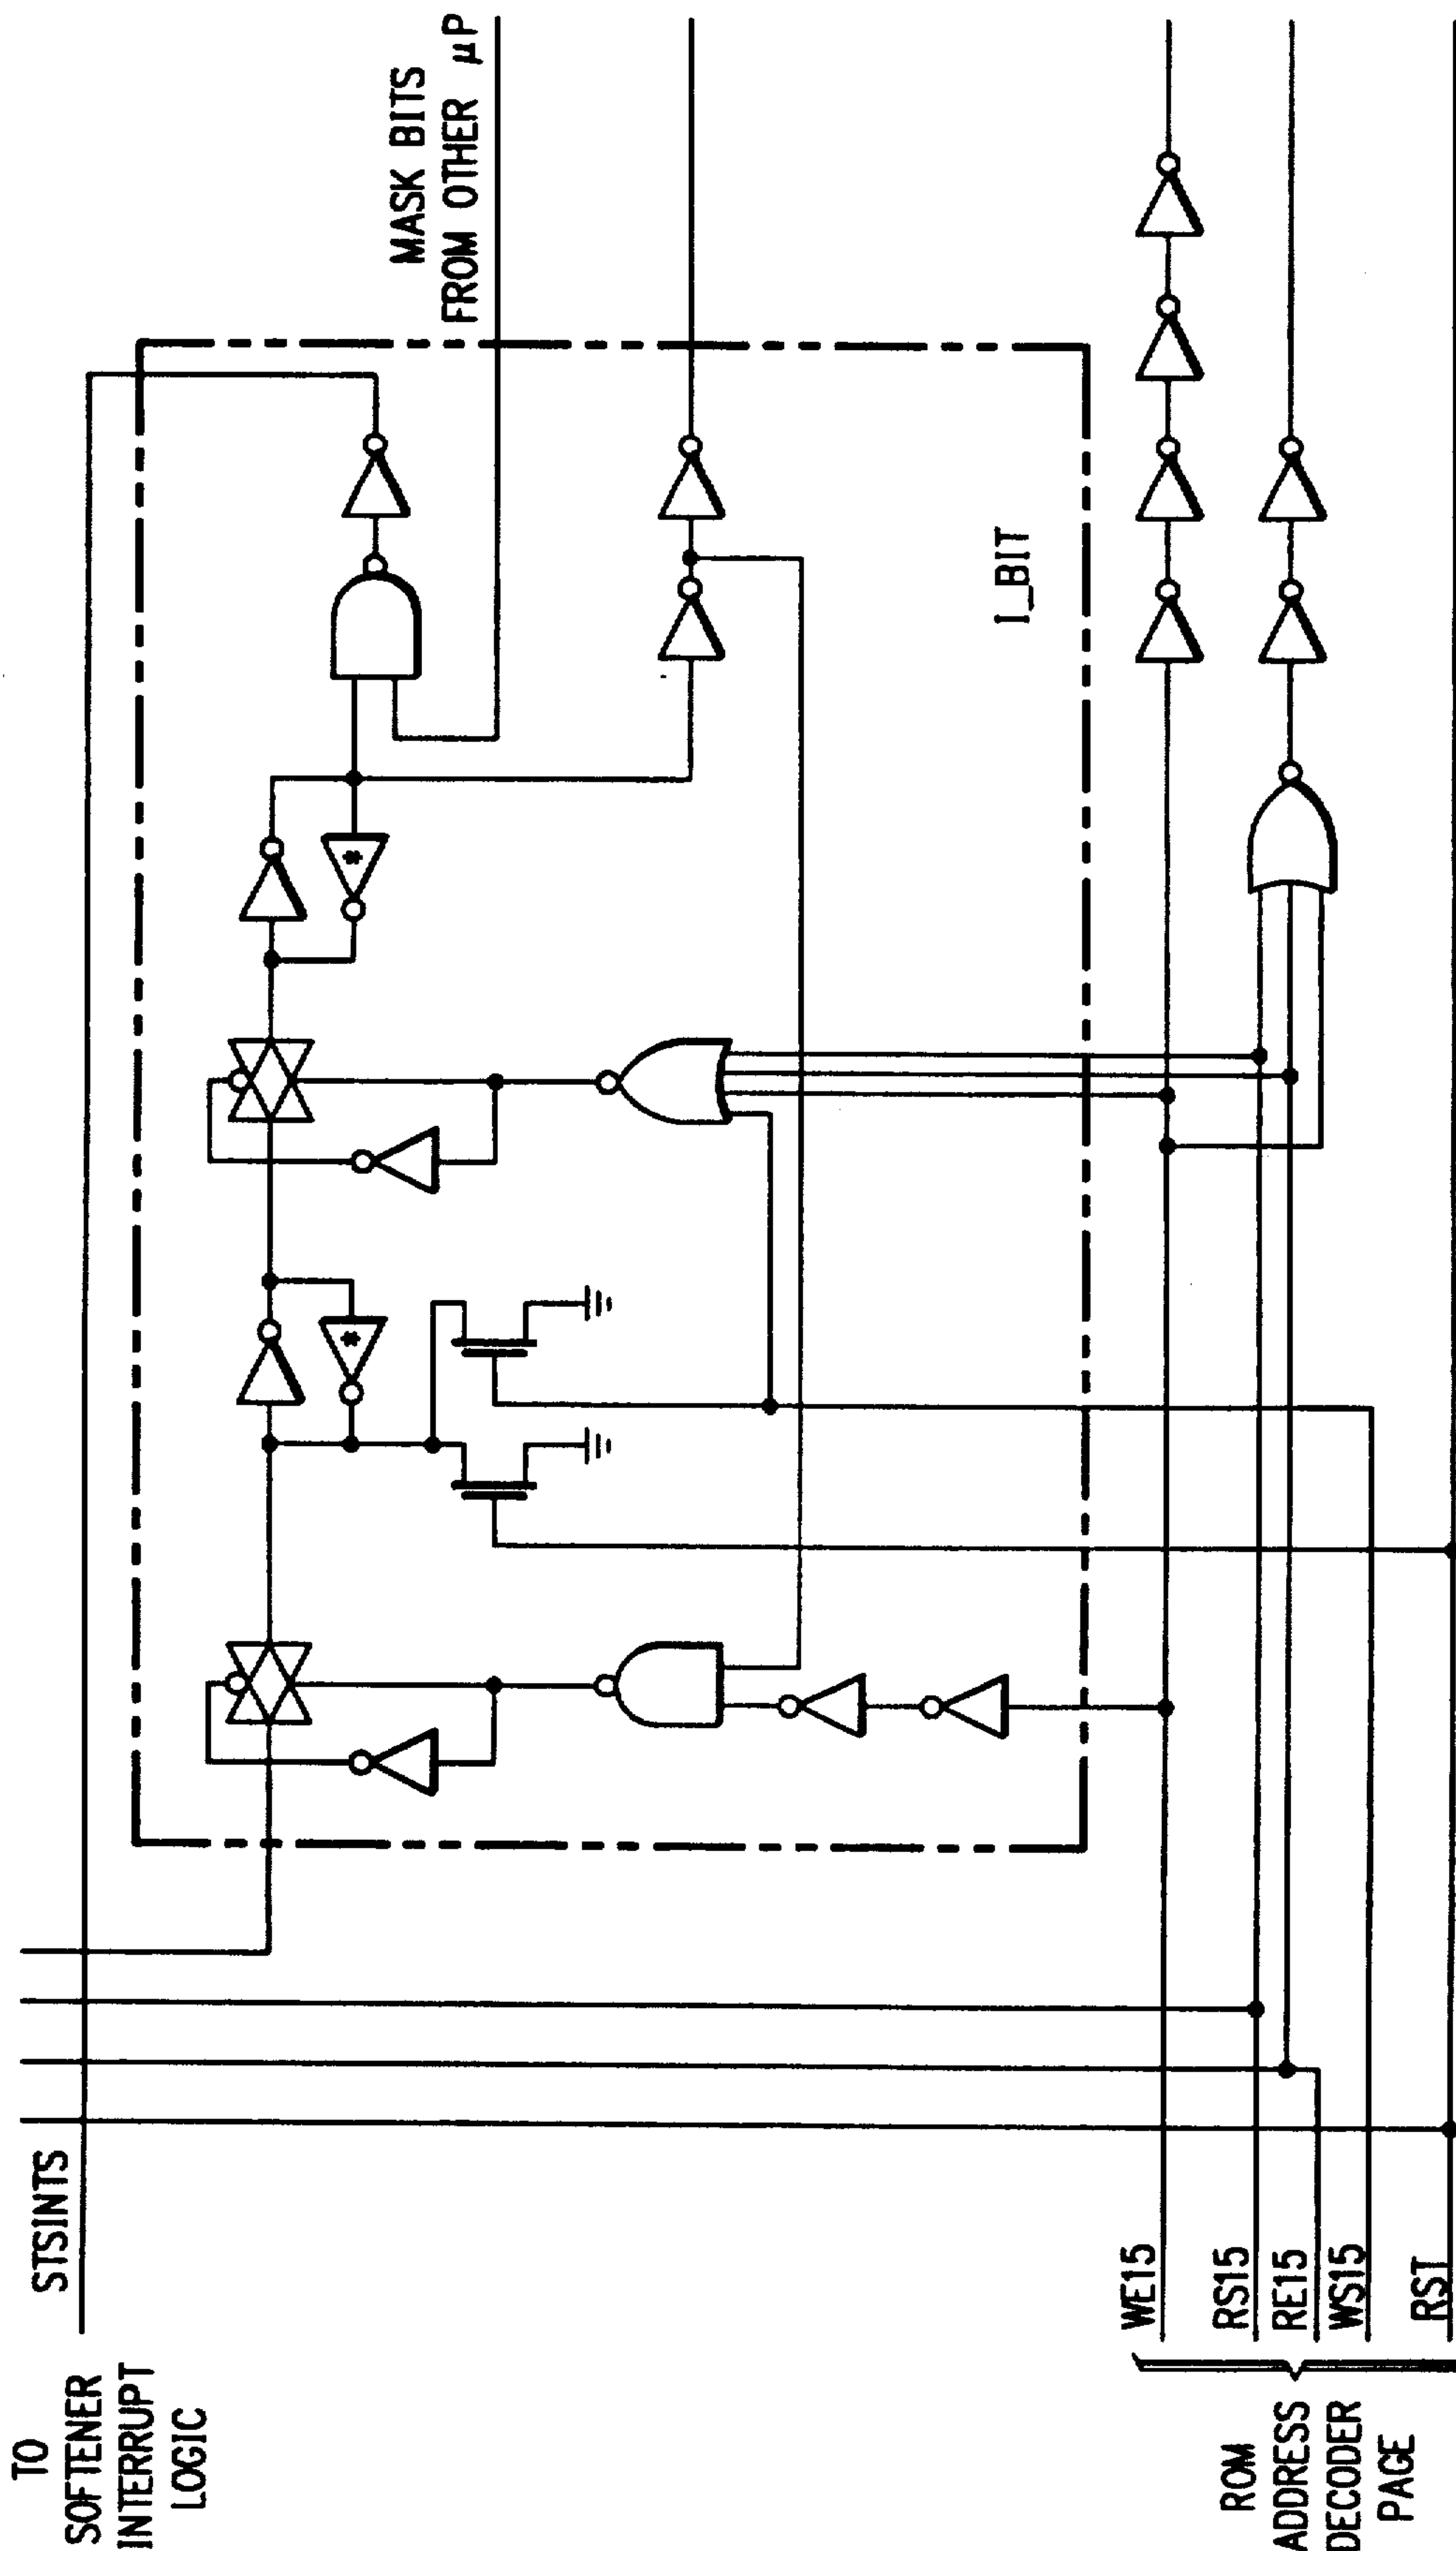 MASK BITS
FROM OTHER µP
I_BIT
STSINTS
TO
SOFTENER
INTERRUPT
LOGIC
WE15
RS15
RE15
WS15
RST
ROM
ADDRESS
DECODER
PAGE
*
*